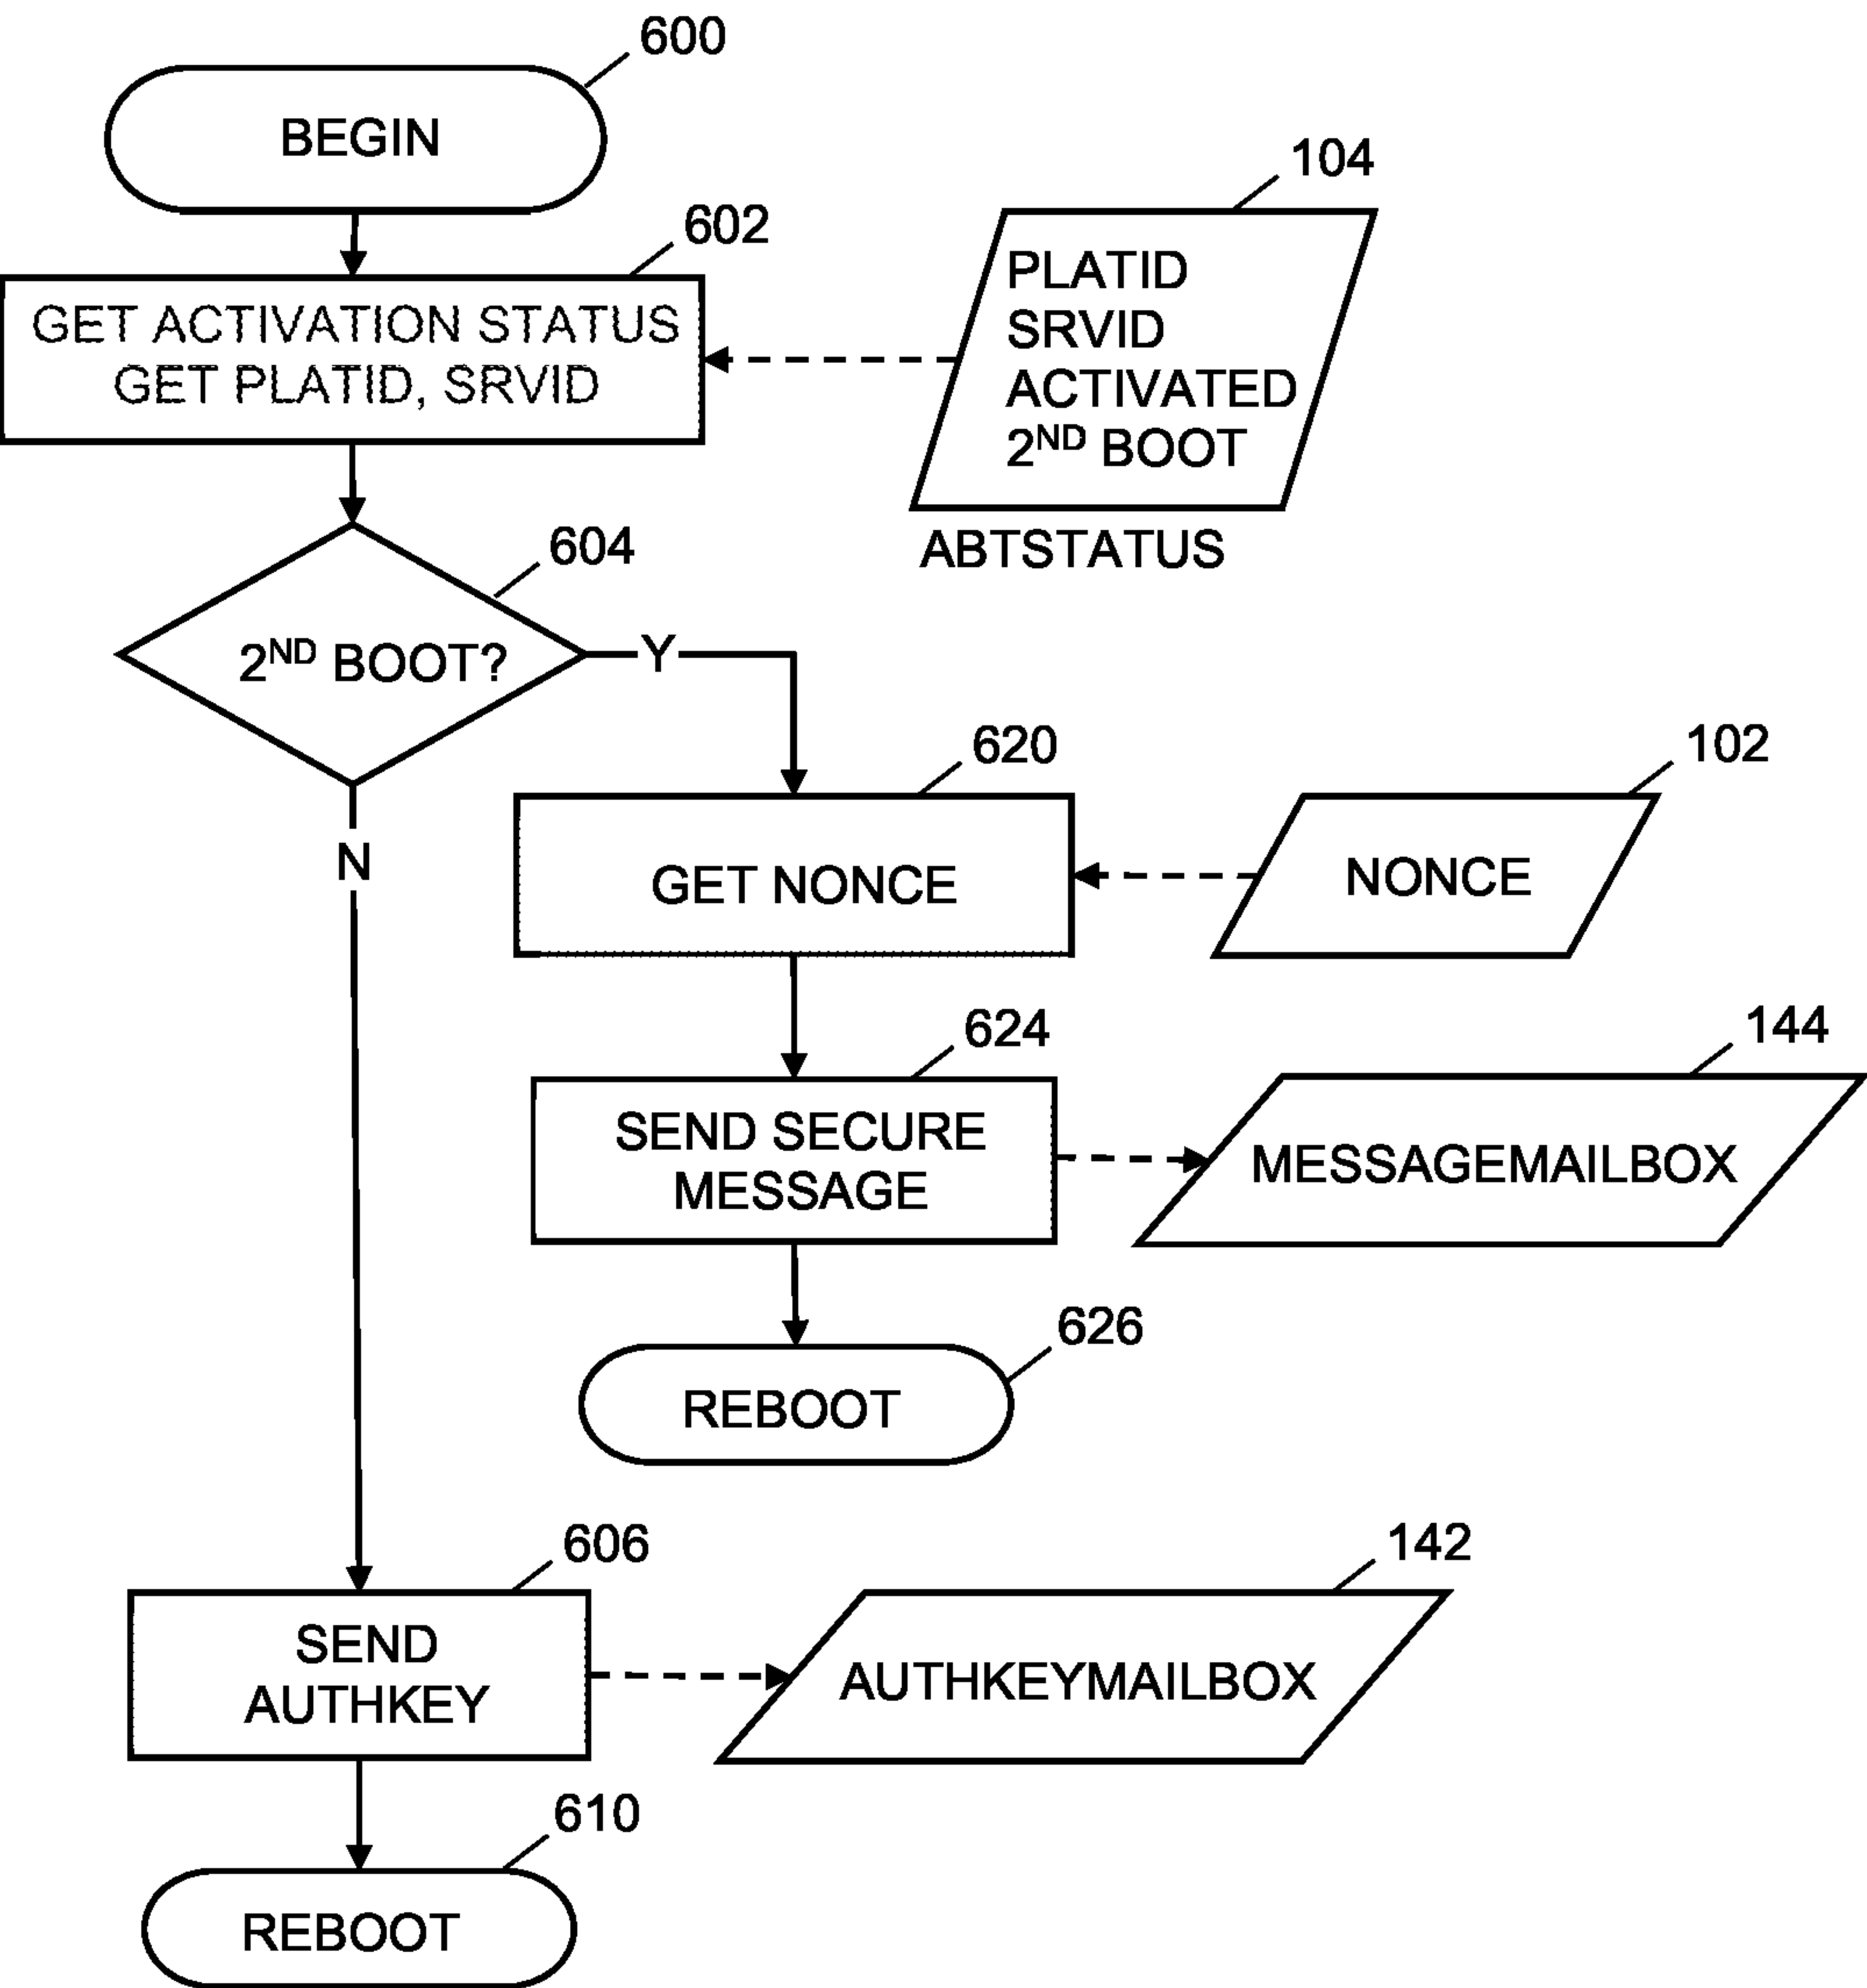 600
BEGIN
104
602
PLATID
SRVID
ACTIVATED
2ND BOOT
GET ACTIVATION STATUS
GET PLATID, SRVID
ABTSTATUS
604
2ND BOOT?
Y
620
102
N
GET NONCE
NONCE
624
144
SEND SECURE
MESSAGE
MESSAGEMAILBOX
626
REBOOT
606
142
SEND
AUTHKEY
AUTHKEYMAILBOX
610
REBOOT